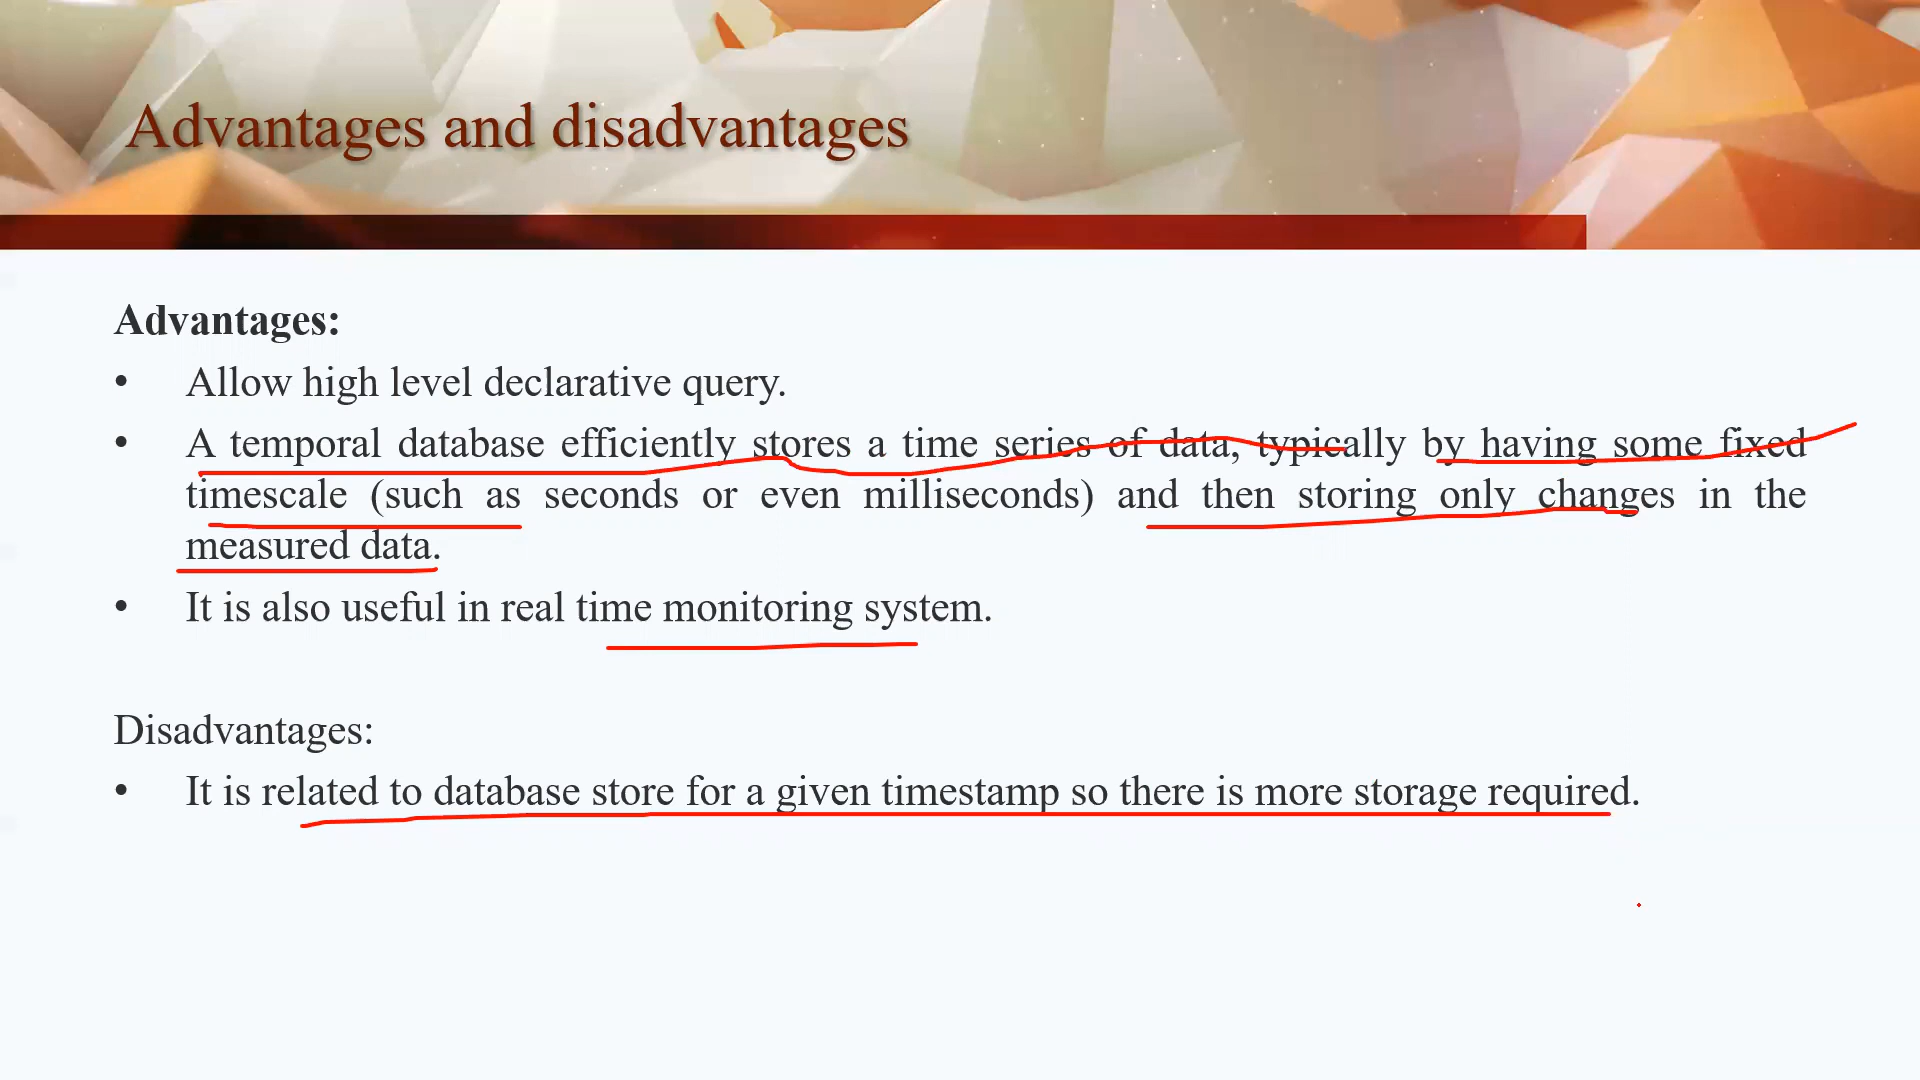 Advantages and disadvantages
Advantages:
• Allow high level declarative query.
• A temporal database efficiently stores a time series of data, typically by having some fixed
timescale (such as seconds or even milliseconds) and then storing only changes in the
measured data.
• It is also useful in real time monitoring system.
Disadvantages:
• It is related to database store for a given timestamp so there is more storage required.